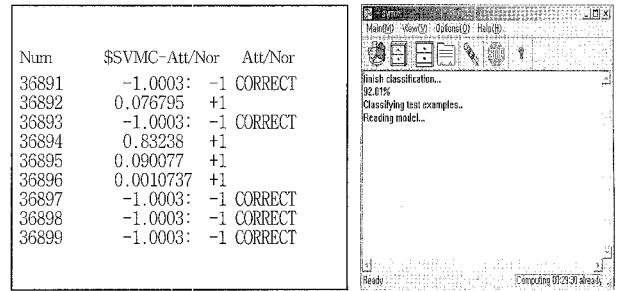 Num $SVMC-Att/Nor Att/Nor
36891 -1.0003: -1 CORRECT
36892 0.076795 +1
36893 -1.0003: -1 CORRECT
36894 0.83238 +1
36895 0.090077 +1
36896 0.0010737 +1
36897 -1.0003: -1 CORRECT
36898 -1.0003: -1 CORRECT
36899 -1.0003: -1 CORRECT
Main(M) View(V) Options(O) Help(H)
finish classification...
92.81%
Classifying test examples..
Reading model...
Ready
Computing 00:29:30 already